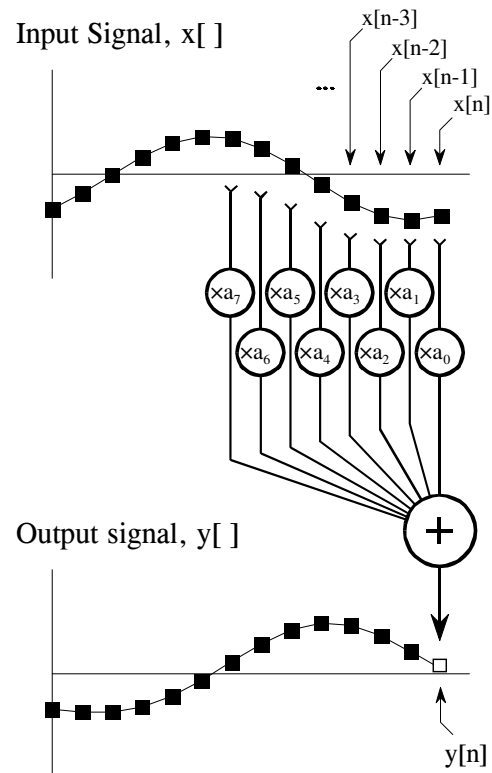 Input Signal, x[ ]
x[n-3]
x[n-2]
x[n-1]
x[n]
...
×a₇ ×a₅ ×a₃ ×a₁
×a₆ ×a₄ ×a₂ ×a₀
Output signal, y[ ]
+
y[n]